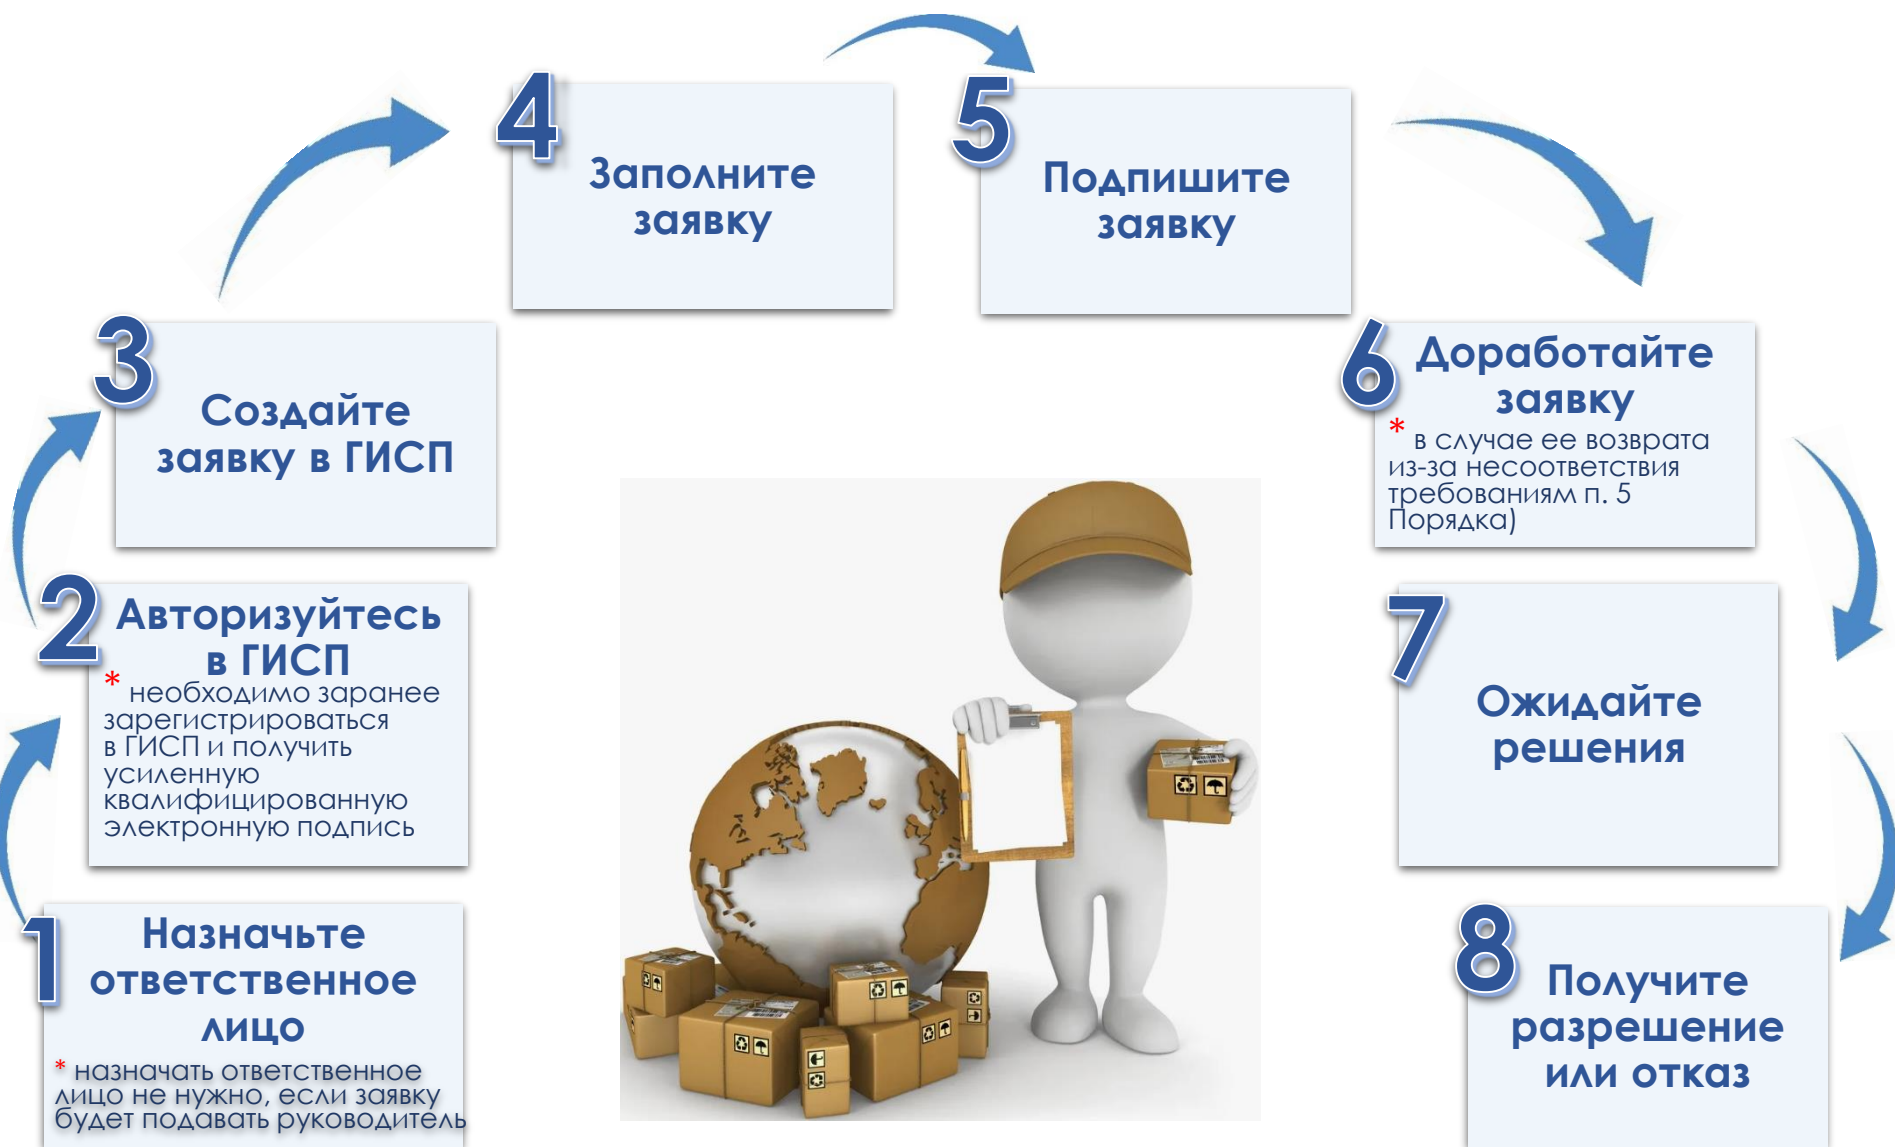 1
Назначьте
ответственное
лицо
* назначать ответственное
лицо не нужно, если заявку
будет подавать руководитель
2
Авторизуйтесь
в ГИСП
* необходимо заранее
зарегистрироваться
в ГИСП и получить
усиленную
квалифицированную
электронную подпись
3
Создайте
заявку в ГИСП
4
Заполните
заявку
5
Подпишите
заявку
6
Доработайте
заявку
* в случае ее возврата
из-за несоответствия
требованиям п. 5
Порядка)
7
Ожидайте
решения
8
Получите
разрешение
или отказ